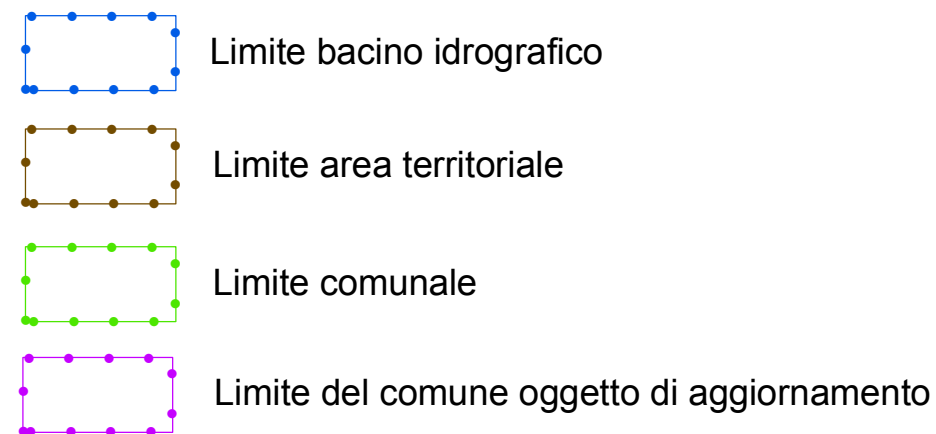 Limite bacino idrografico
Limite area territoriale
Limite comunale
Limite del comune oggetto di aggiornamento